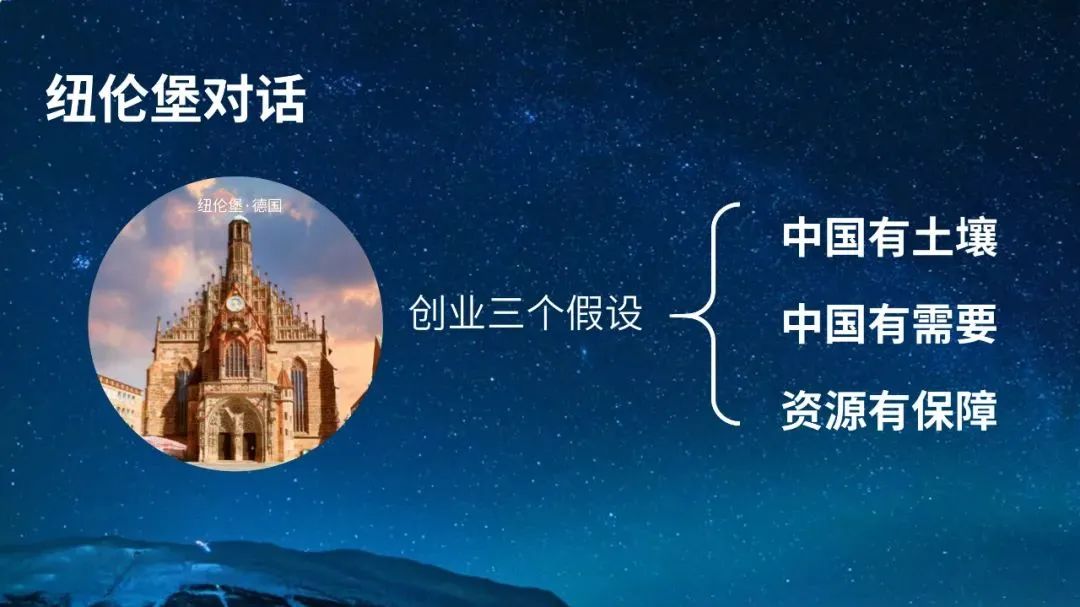 纽伦堡对话
纽伦堡·德国
创业三个假设
中国有土壤
中国有需要
资源有保障